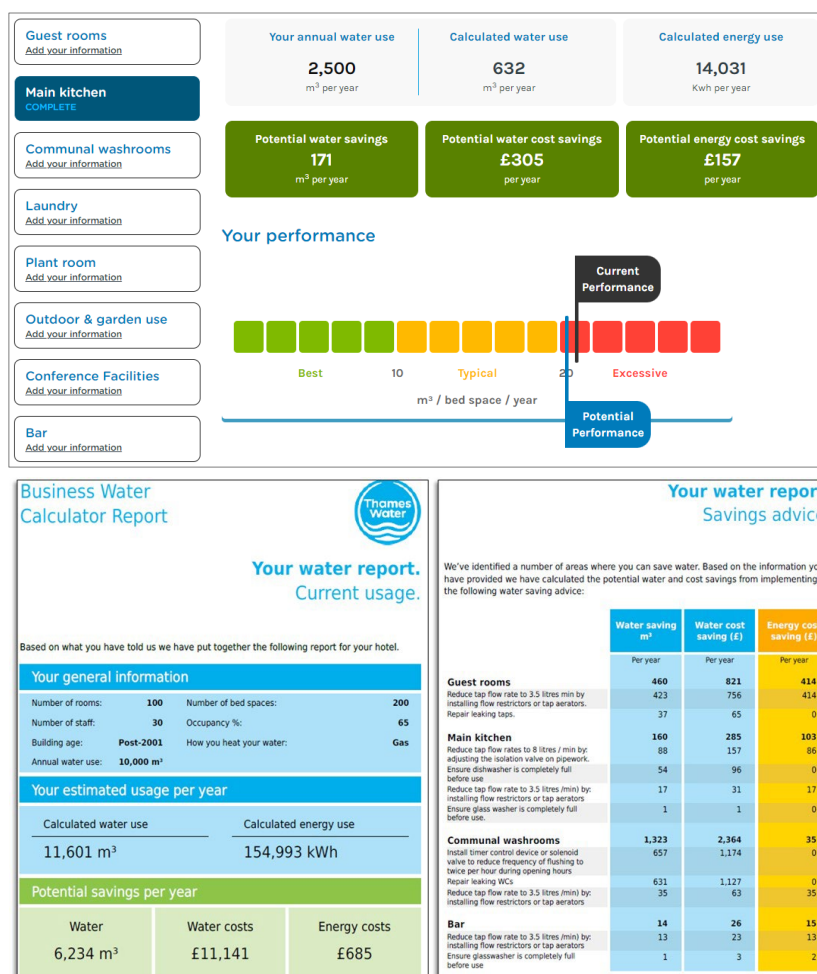 Guest rooms
Add your information
Main kitchen
COMPLETE
Communal washrooms
Add your information
Laundry
Add your information
Plant room
Add your information
Outdoor & garden use
Add your information
Conference Facilities
Add your information
Bar
Add your information
Your annual water use Calculated water use Calculated energy use
2,500 632 14,031
m³ per year m³ per year Kwh per year
Potential water savings Potential water cost savings Potential energy cost savings
171 £305 £157
m³ per year per year per year
Your performance
Current
Performance
Best 10 Typical 20 Excessive
m³ / bed space / year
Potential
Performance
Business Water
Calculator Report
Thames
Water
Your water report.
Current usage.
Based on what you have told us we have put together the following report for your hotel.
Your general information
Number of rooms: 100 Number of bed spaces: 200
Number of staff: 30 Occupancy %: 65
Building age: Post-2001 How you heat your water: Gas
Annual water use: 10,000 m³
Your estimated usage per year
Calculated water use Calculated energy use
11,601 m³ 154,993 kWh
Potential savings per year
Water Water costs Energy costs
6,234 m³ £11,141 £685
Your water repor
Savings advic
We've identified a number of areas where you can save water. Based on the information yo
have provided we have calculated the potential water and cost savings from implementing
the following water saving advice:
Water saving Water cost Energy cos
m³ saving (£) saving (£)
Per year Per year Per year
Guest rooms 460 821 414
Reduce tap flow rate to 3.5 litres min by 423 756 414
installing flow restrictors or tap aerators.
Repair leaking taps. 37 65 0
Main kitchen 160 285 103
Reduce tap flow rates to 8 litres / min by: 88 157 86
adjusting the isolation valve on pipework.
Ensure dishwasher is completely full 54 96 0
before use
Reduce tap flow rate to 3.5 litres /min) by: 17 31 17
installing flow restrictors or tap aerators
Ensure glass washer is completely full 1 1 0
before use.
Communal washrooms 1,323 2,364 35
Install timer control device or solenoid 657 1,174 0
valve to reduce frequency of flushing to
twice per hour during opening hours
Repair leaking WCs 631 1,127 0
Reduce tap flow rate to 3.5 litres /min) by: 35 63 35
installing flow restrictors or tap aerators
Bar 14 26 15
Reduce tap flow rate to 3.5 litres /min) by: 13 23 13
installing flow restrictors or tap aerators
Ensure glasswasher is completely full 1 3 2
before use